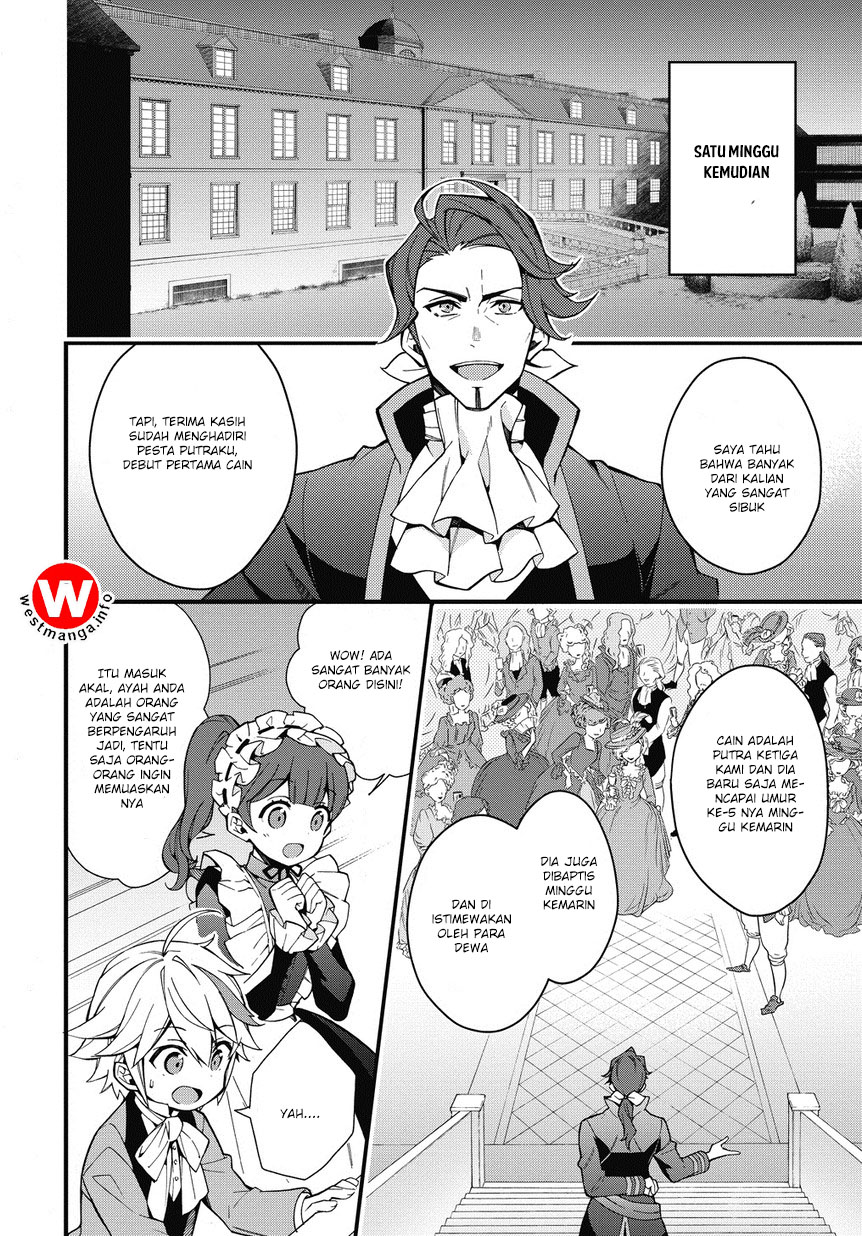 SATU MINGGU
KEMUDIAN
SAYA TAHU
BAHWA BANYAK
DARI KALIAN
YANG SANGAT
SIBUK
TAPI, TERIMA KASIH
SUDAH MENGHADIRI
PESTA PUTRAKU,
DEBUT PERTAMA CAIN
W
westmanga.info
CAIN ADALAH
PUTRA KETIGA
KAMI DAN DIA
BARU SAJA ME-
CAPAI UMUR
KE-5 NYA MING-
GU KEMARIN
DIA JUGA
DIBAPTIS
MINGGU
KEMARIN
DAN DI
ISTIMEWAKAN
OLEH PARA
DEWA
WOW! ADA
SANGAT BANYAK
ORANG DISINI!
ITU MASUK
AKAL, AYAH ANDA
ADALAH ORANG
YANG SANGAT
BERPENGARUH
JADI, TENTU
SAJA ORANG-
ORANG INGIN
MEMUASKAN
NYA
YAH....